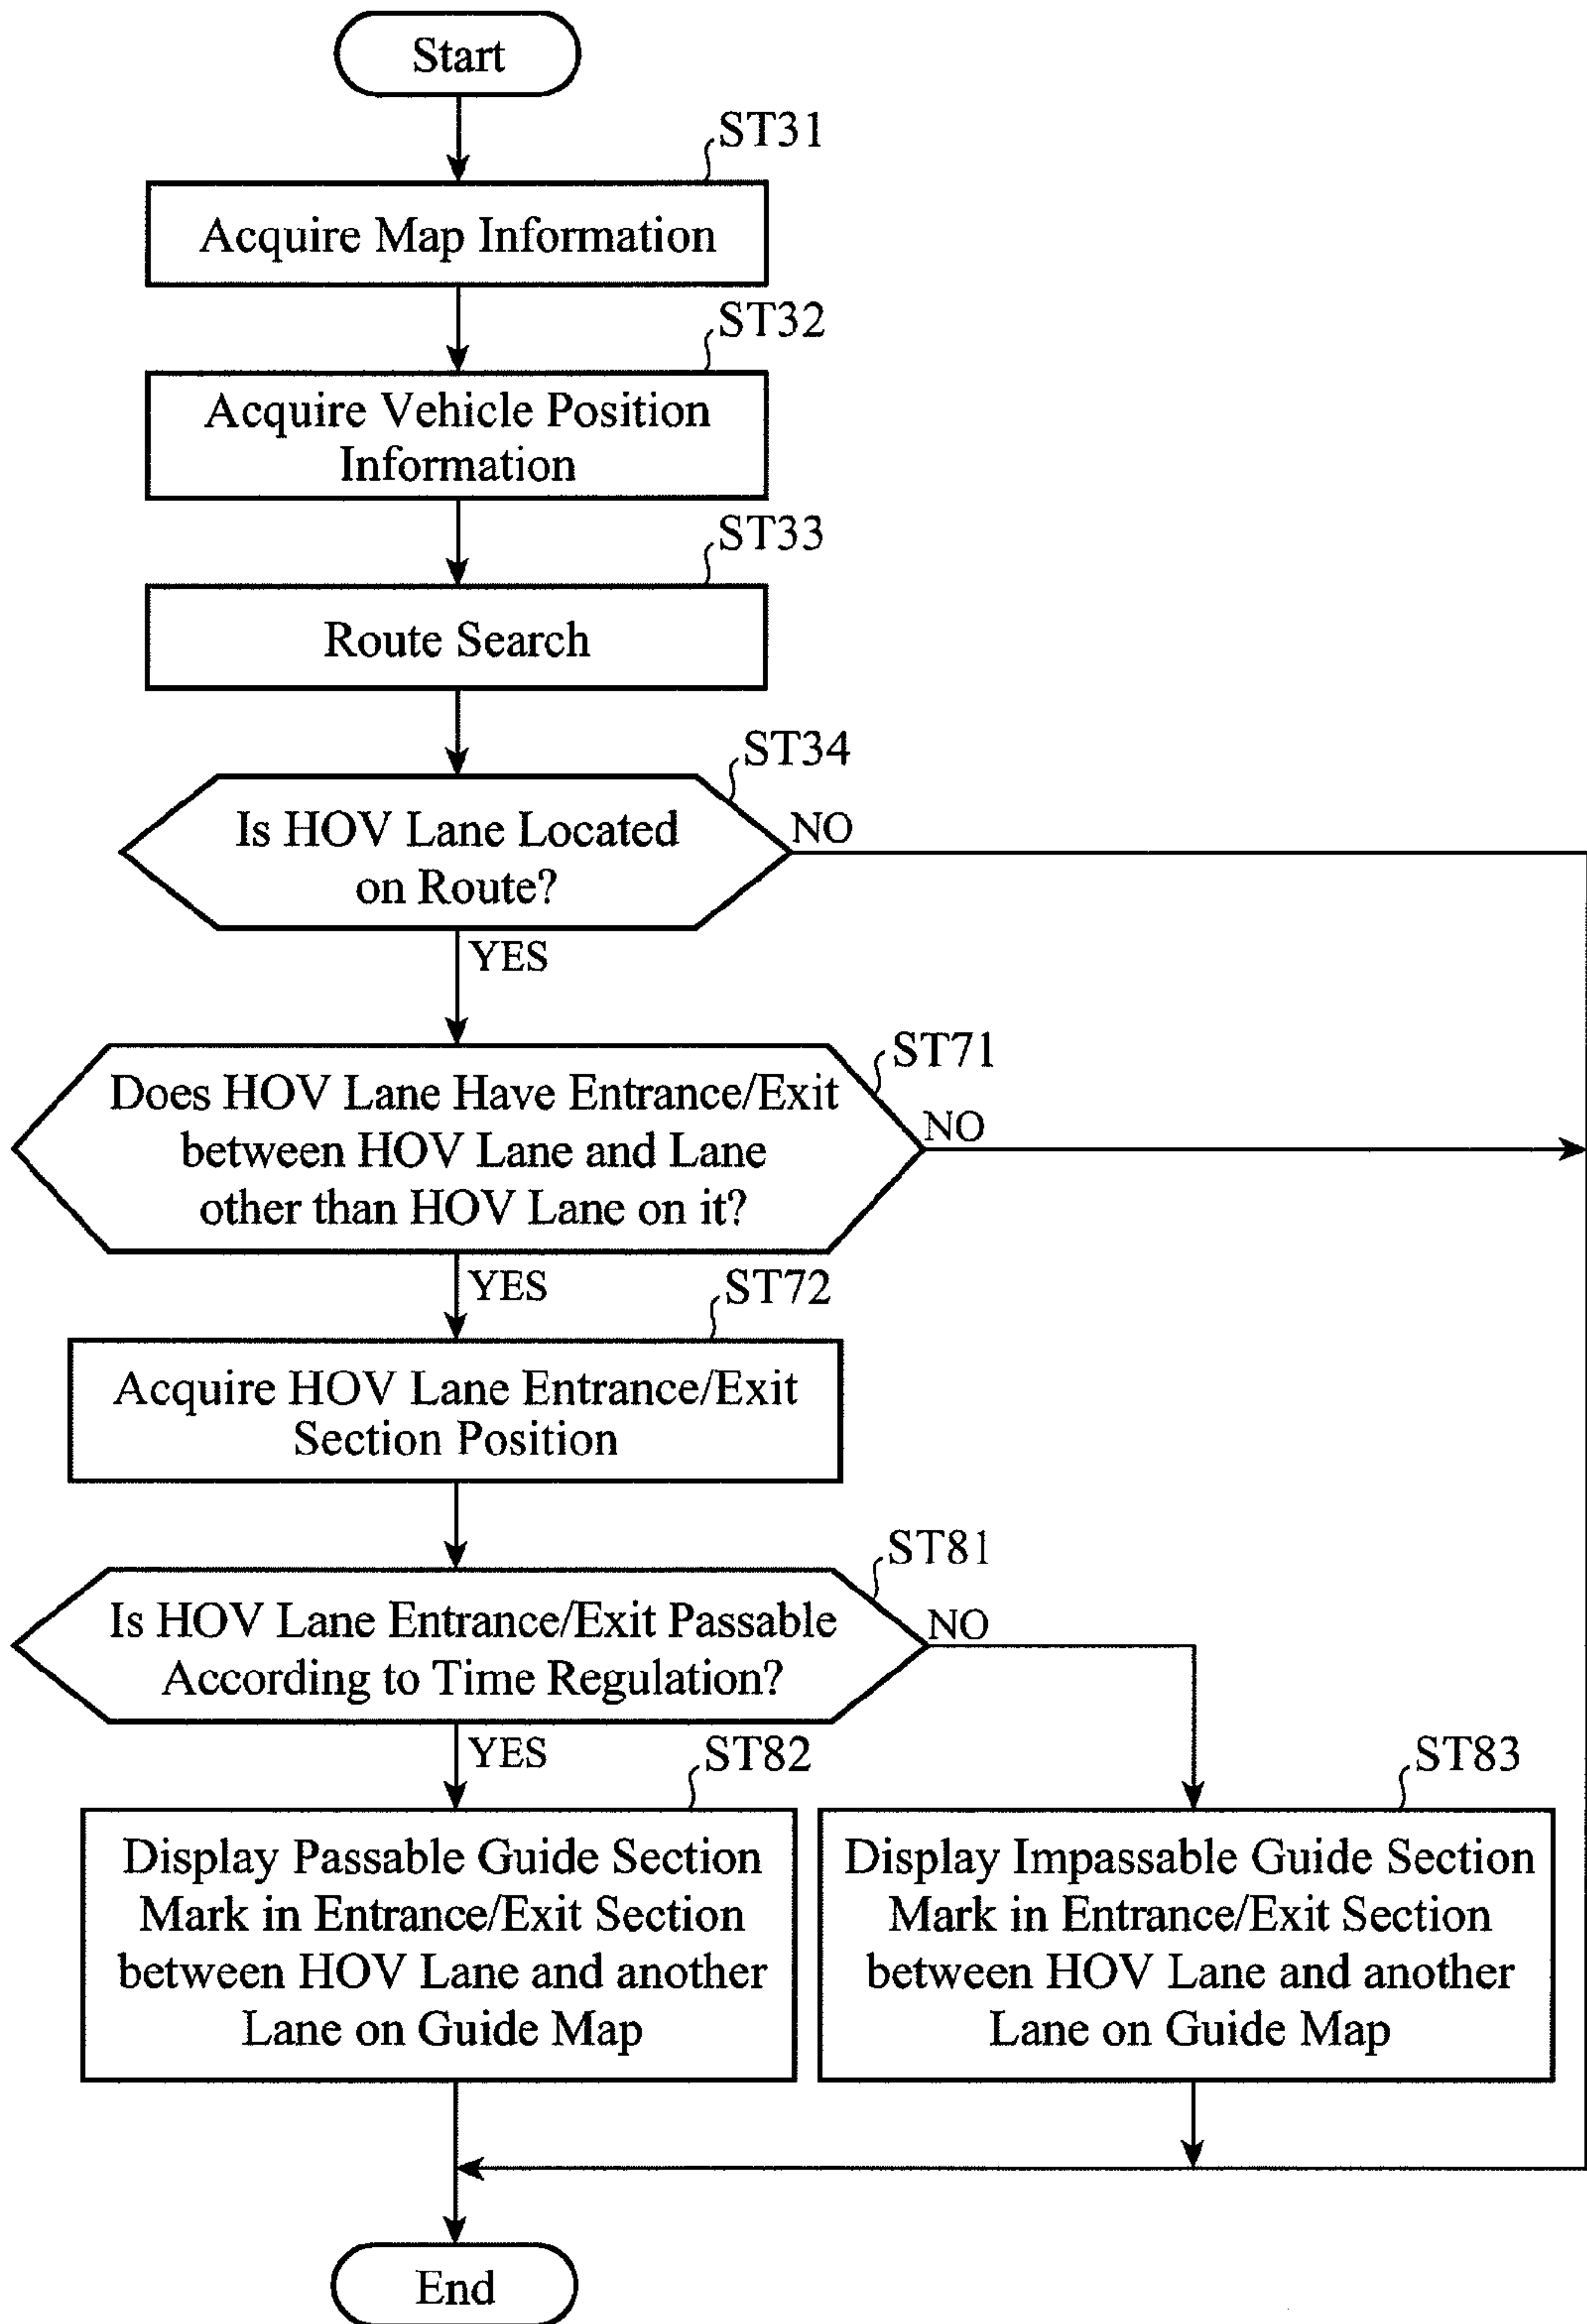 Start
ST31
Acquire Map Information
ST32
Acquire Vehicle Position
Information
ST33
Route Search
ST34
Is HOV Lane Located
on Route?
NO
YES
ST71
Does HOV Lane Have Entrance/Exit
between HOV Lane and Lane
other than HOV Lane on it?
NO
YES
ST72
Acquire HOV Lane Entrance/Exit
Section Position
ST81
Is HOV Lane Entrance/Exit Passable
According to Time Regulation?
NO
YES
ST82
Display Passable Guide Section
Mark in Entrance/Exit Section
between HOV Lane and another
Lane on Guide Map
ST83
Display Impassable Guide Section
Mark in Entrance/Exit Section
between HOV Lane and another
Lane on Guide Map
End